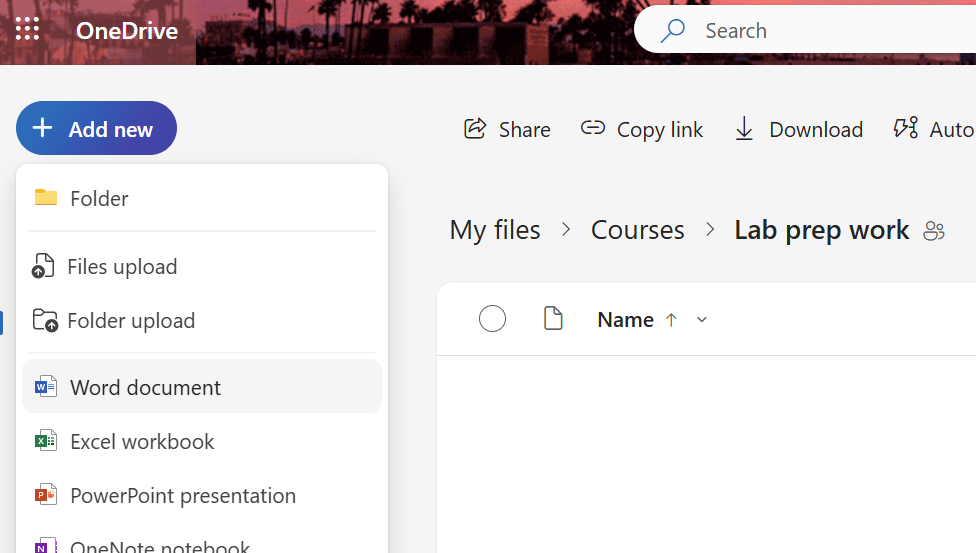 OneDrive
Search
Add new
Share
Copy link
Download
Auto
Folder
My files > Courses > Lab prep work
Files upload
Folder upload
Name
Word document
Excel workbook
PowerPoint presentation
OneNote notebook